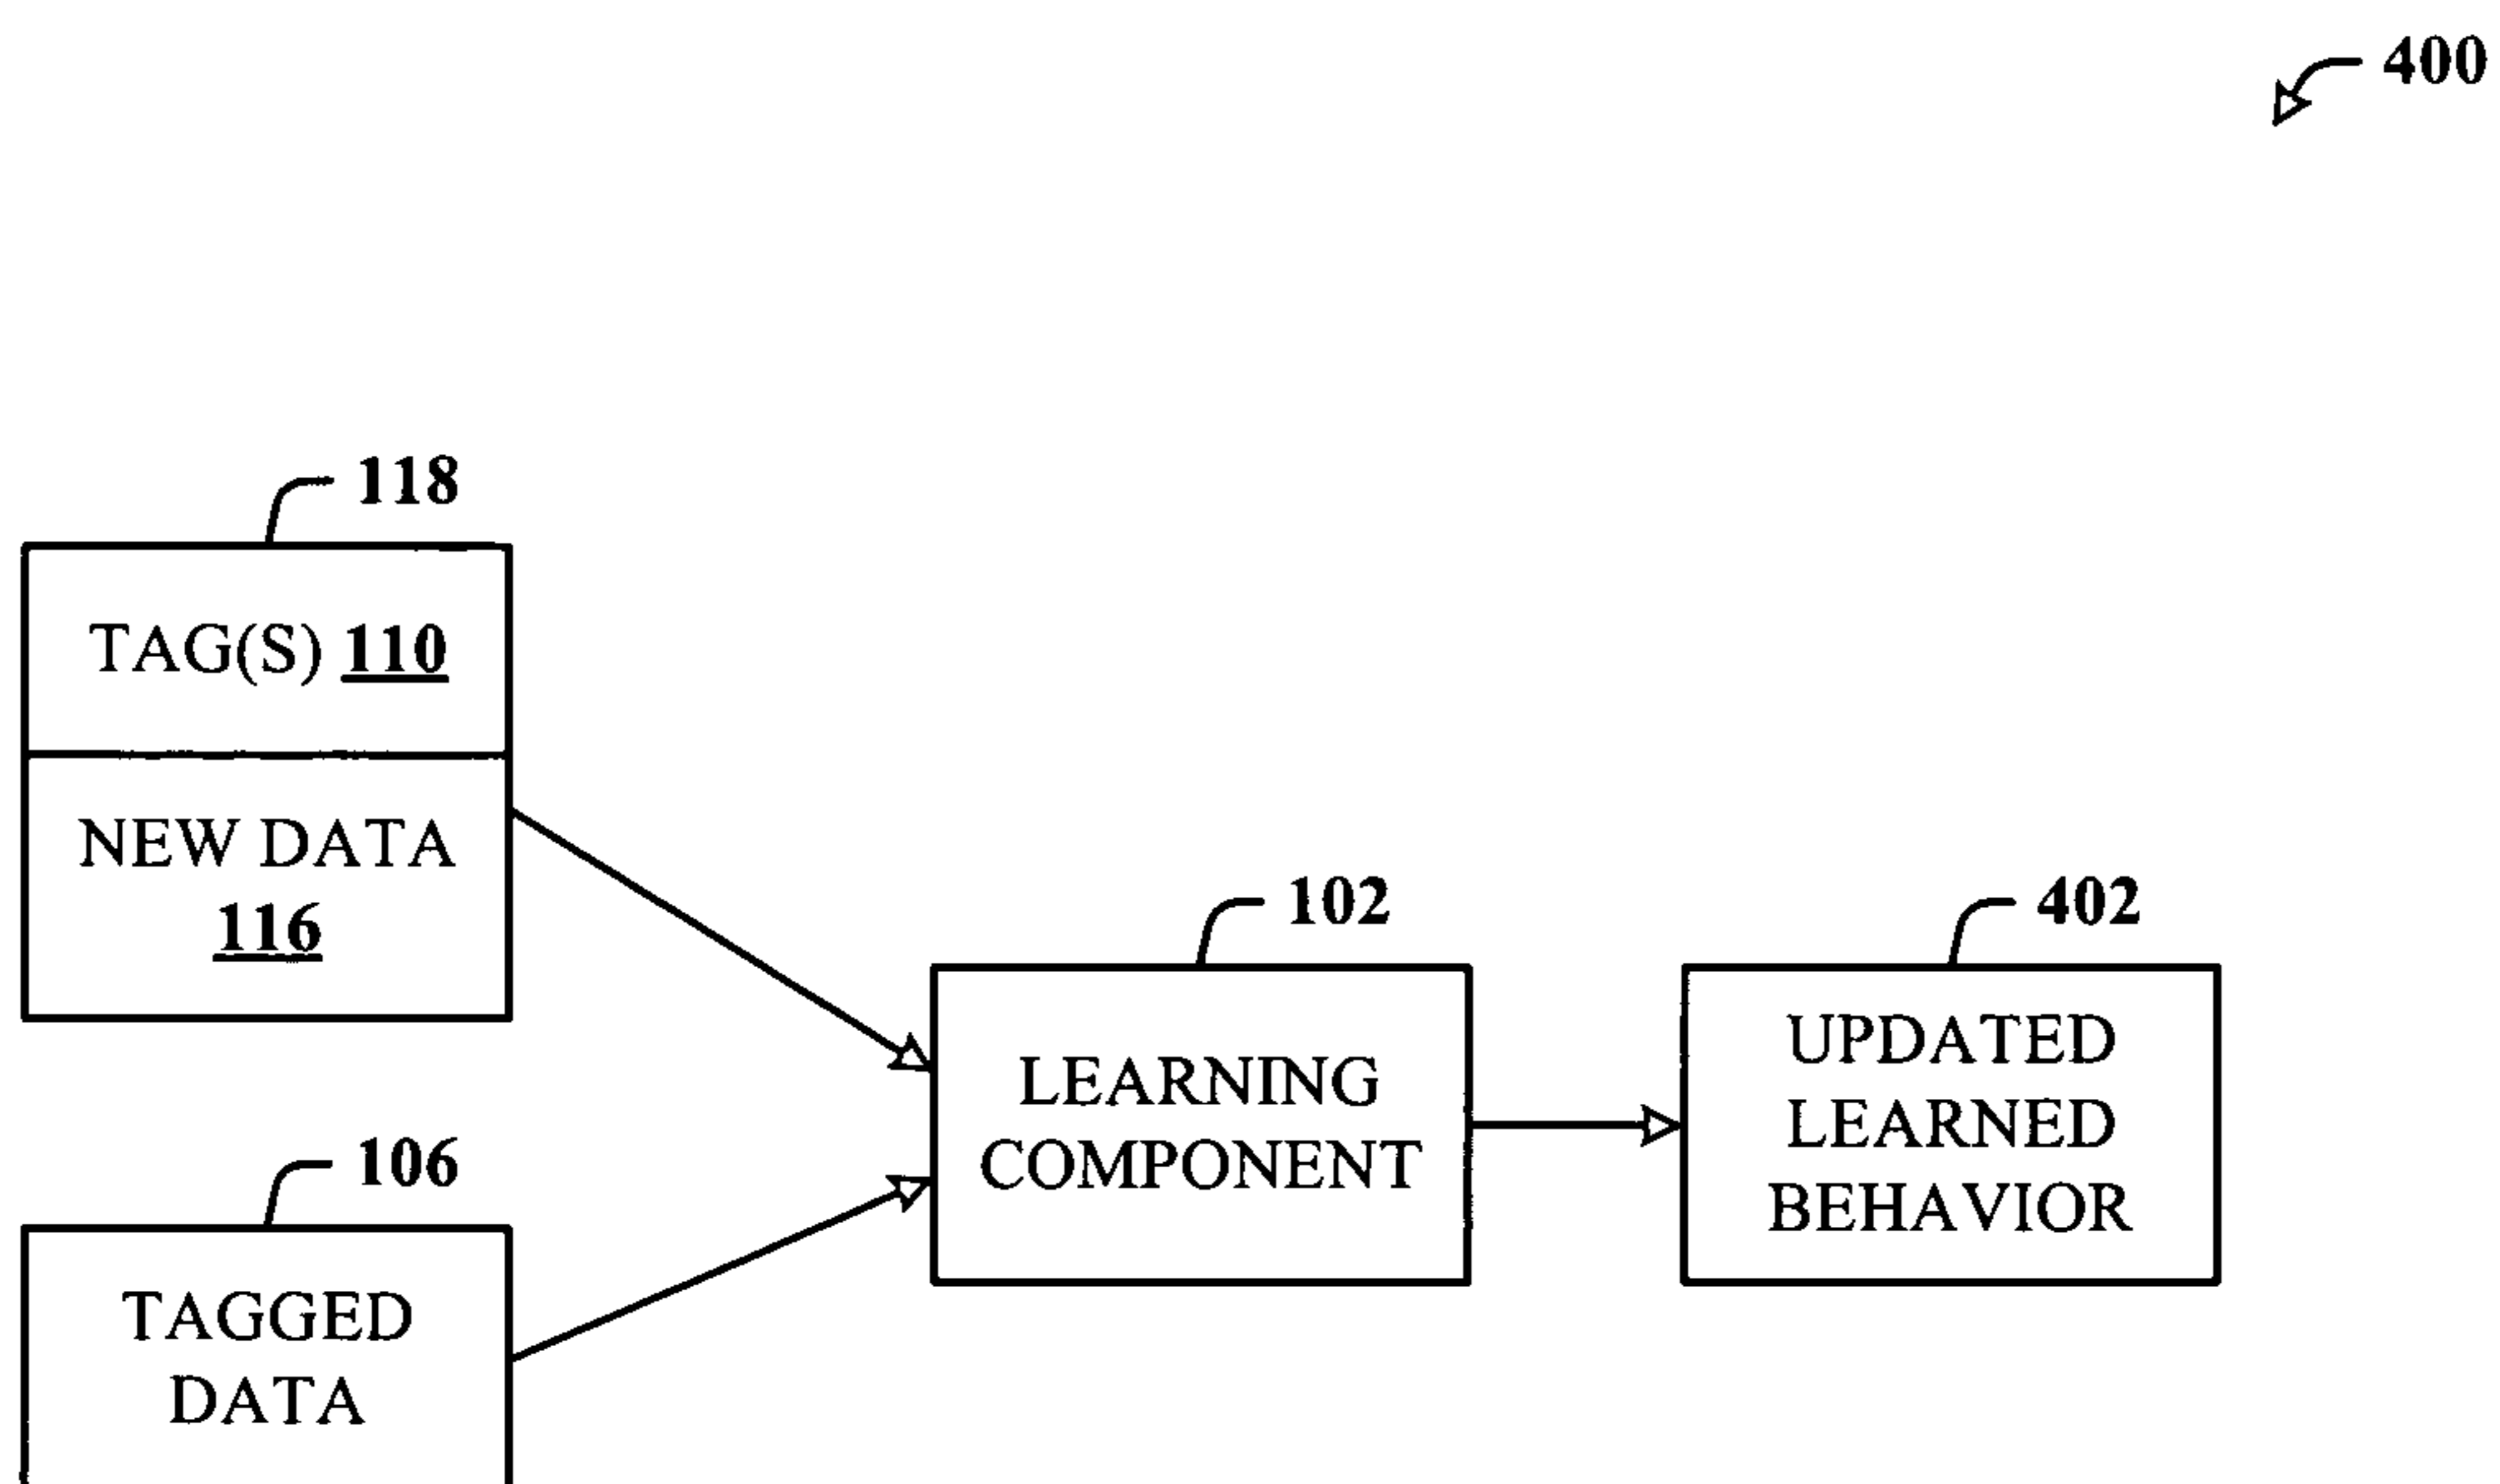 400
118
TAG(S) 110
NEW DATA
116
102
LEARNING
COMPONENT
402
UPDATED
LEARNED
BEHAVIOR
106
TAGGED
DATA